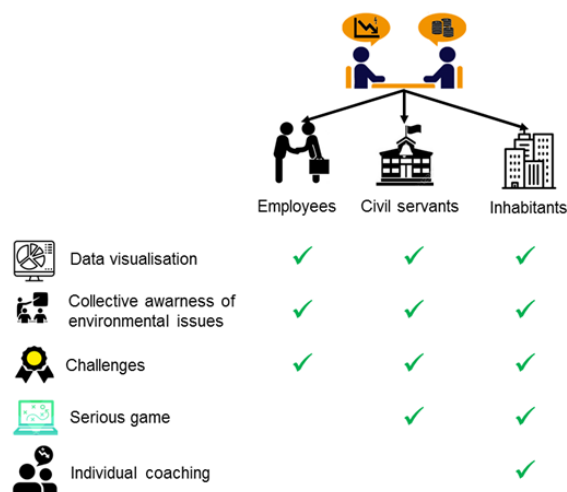 Employees
Civil servants
Inhabitants
Data visualisation
Collective awarness of
environmental issues
Challenges
Serious game
Individual coaching